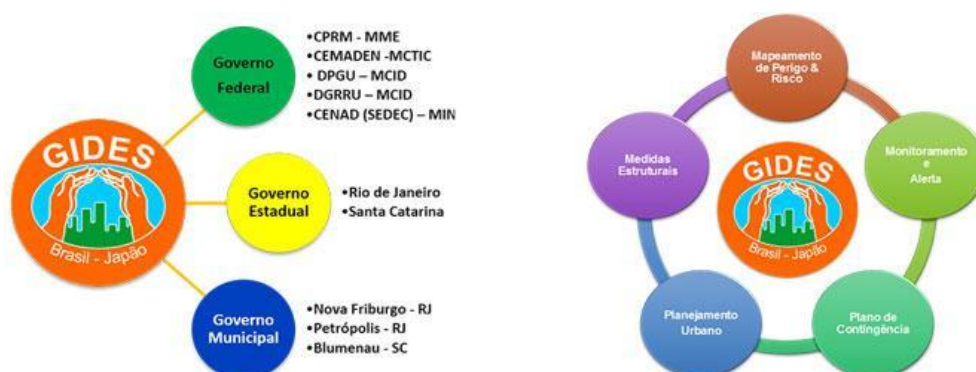 GIDES
Brasil - Japão
Governo
Federal
•CPRM - MME
•CEMADEN -MCTIC
• DPGU – MCID
•DGRRU – MCID
•CENAD (SEDEC) – MIN
Governo
Estadual
•Rio de Janeiro
•Santa Catarina
Governo
Municipal
•Nova Friburgo - RJ
•Petrópolis - RJ
•Blumenau - SC
Mapeamento
de Perigo &
Risco
Monitoramento
e
Alerta
Plano de
Contingência
Planejamento
Urbano
Medidas
Estruturais
GIDES
Brasil - Japão